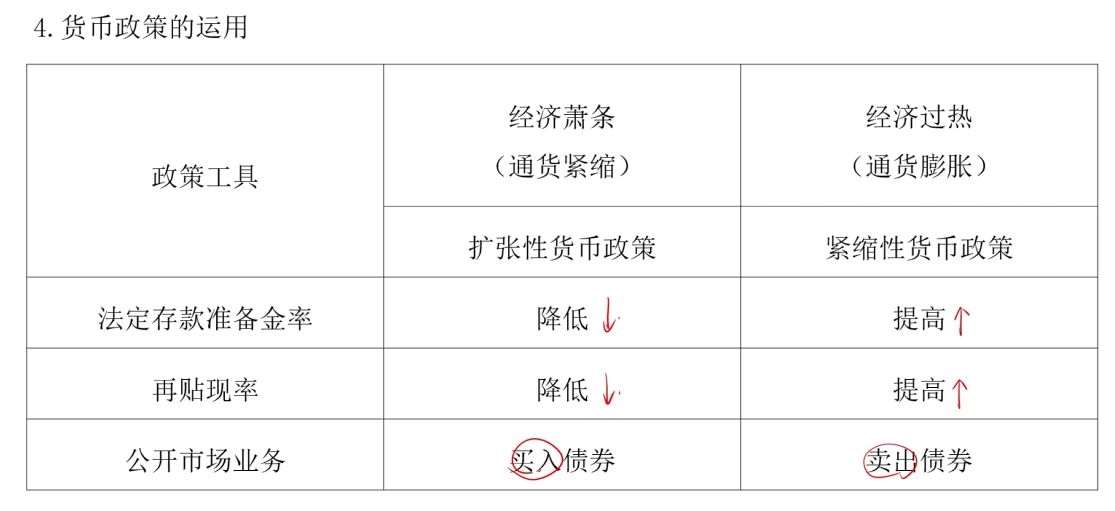 4.货币政策的运用
政策工具
经济萧条
（通货紧缩）
经济过热
（通货膨胀）
扩张性货币政策
紧缩性货币政策
法定存款准备金率
降低
提高
再贴现率
降低
提高
公开市场业务
买入债券
卖出债券